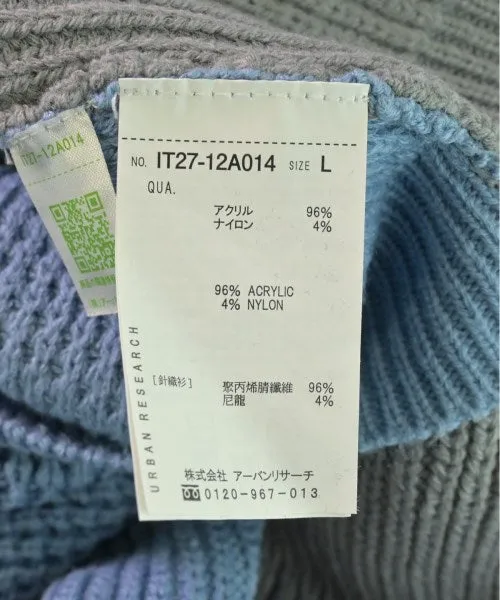 NO. IT27-12A014 SIZE L
QUA.
アクリル 96%
ナイロン 4%
96% ACRYLIC
4% NYLON
[針織衫] 聚丙烯腈纖維 96%
尼龍 4%
株式会社 アーバンリサーチ
0120-967-013
URBAN RESEARCH
IT27-12A014